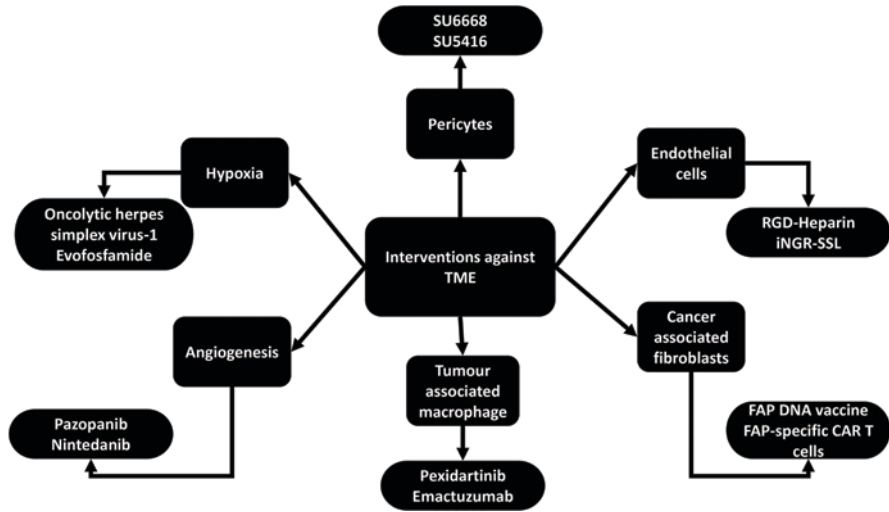 SU6668
SU5416
Pericytes
Hypoxia
Endothelial
cells
Oncolytic herpes
simplex virus-1
Evofosfamide
RGD-Heparin
iNGR-SSL
Interventions against
TME
Angiogenesis
Cancer
associated
fibroblasts
Tumour
associated
macrophage
Pazopanib
Nintedanib
FAP DNA vaccine
FAP-specific CAR T
cells
Pexidartinib
Emactuzumab